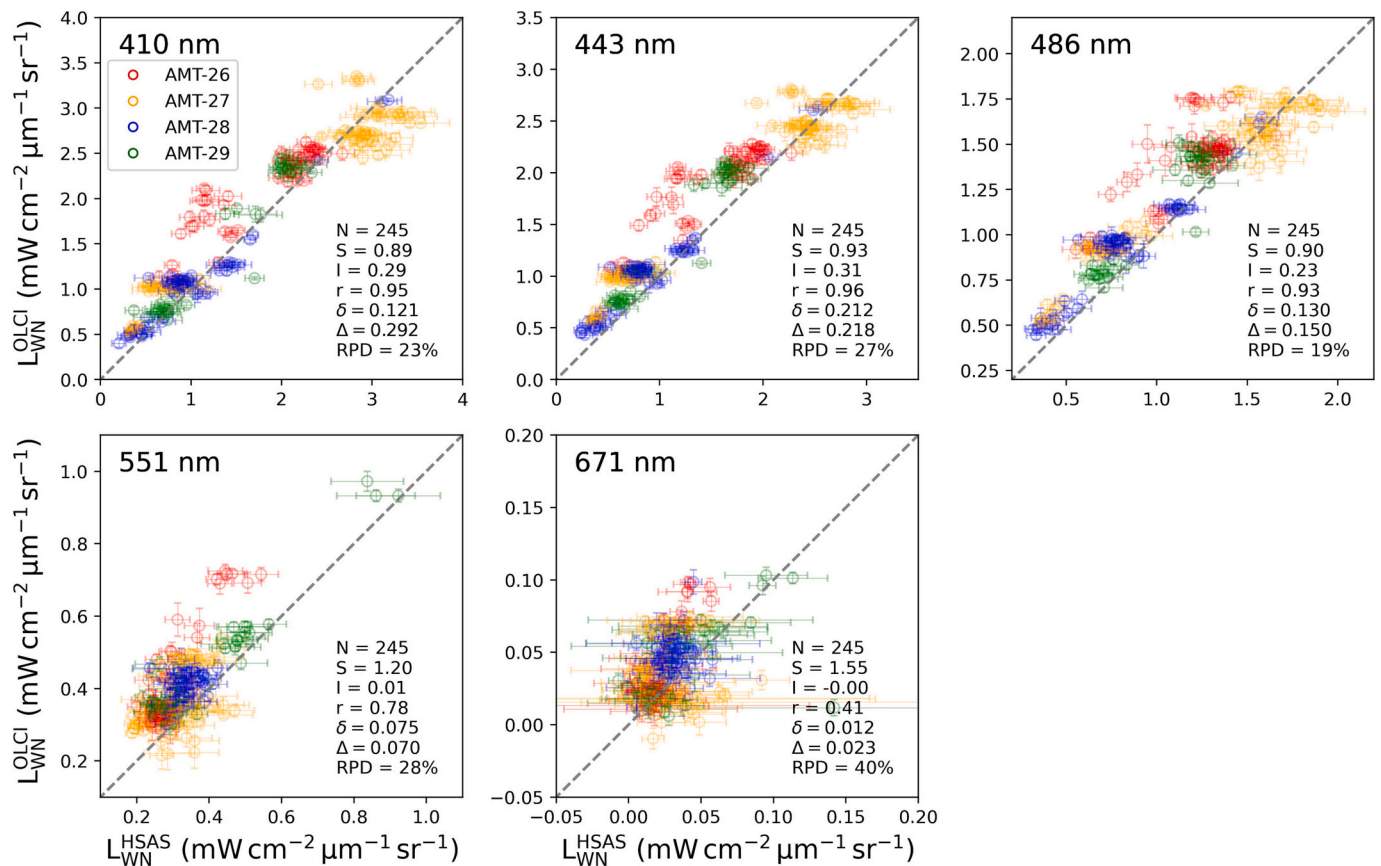 410 nm
AMT-26
AMT-27
AMT-28
AMT-29
N = 245
S = 0.89
I = 0.29
r = 0.95
δ = 0.121
Δ = 0.292
RPD = 23%
4.0
3.5
3.0
2.5
2.0
1.5
1.0
0.5
0.0
0 1 2 3 4
L_WN^OLCI (mW cm⁻² µm⁻¹ sr⁻¹)
443 nm
N = 245
S = 0.93
I = 0.31
r = 0.96
δ = 0.212
Δ = 0.218
RPD = 27%
3.5
3.0
2.5
2.0
1.5
1.0
0.5
0.0
0 1 2 3
486 nm
N = 245
S = 0.90
I = 0.23
r = 0.93
δ = 0.130
Δ = 0.150
RPD = 19%
2.00
1.75
1.50
1.25
1.00
0.75
0.50
0.25
0.5 1.0 1.5 2.0
551 nm
N = 245
S = 1.20
I = 0.01
r = 0.78
δ = 0.075
Δ = 0.070
RPD = 28%
1.0
0.8
0.6
0.4
0.2
0.2 0.4 0.6 0.8 1.0
L_WN^OLCI (mW cm⁻² µm⁻¹ sr⁻¹)
L_WN^HSAS (mW cm⁻² µm⁻¹ sr⁻¹)
671 nm
N = 245
S = 1.55
I = -0.00
r = 0.41
δ = 0.012
Δ = 0.023
RPD = 40%
0.20
0.15
0.10
0.05
0.00
−0.05
−0.05 0.00 0.05 0.10 0.15 0.20
L_WN^HSAS (mW cm⁻² µm⁻¹ sr⁻¹)